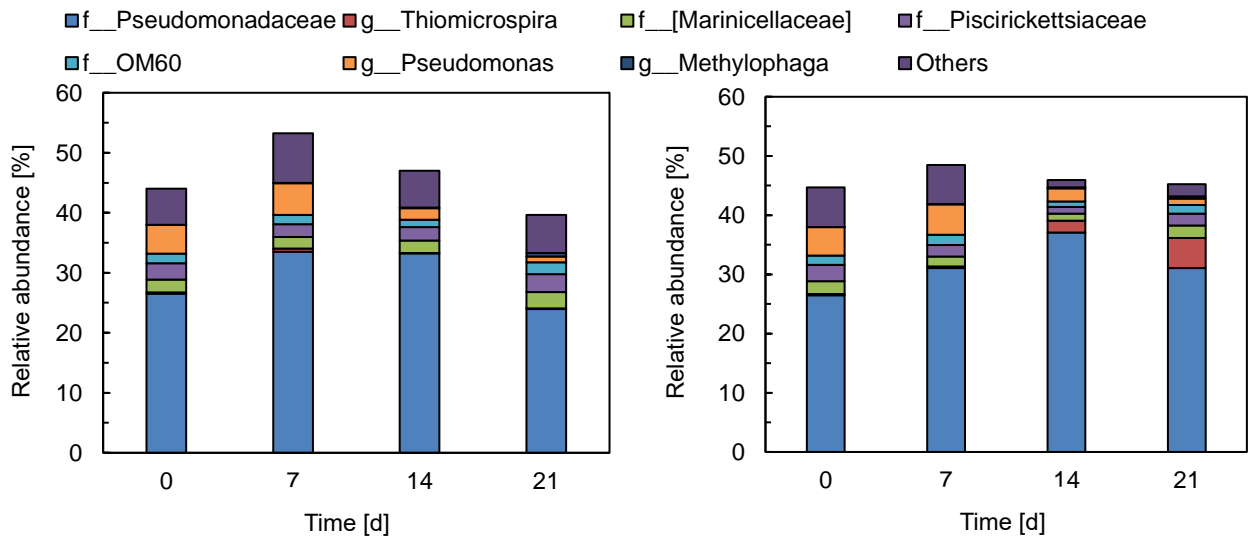 f__Pseudomonadaceae g__Thiomicrospira f__[Marinicellaceae] f__Piscirickettsiaceae
f__OM60 g__Pseudomonas g__Methylophaga Others
Relative abundance [%]
60
50
40
30
20
10
0
0 7 14 21
Time [d]
Relative abundance [%]
60
50
40
30
20
10
0
0 7 14 21
Time [d]